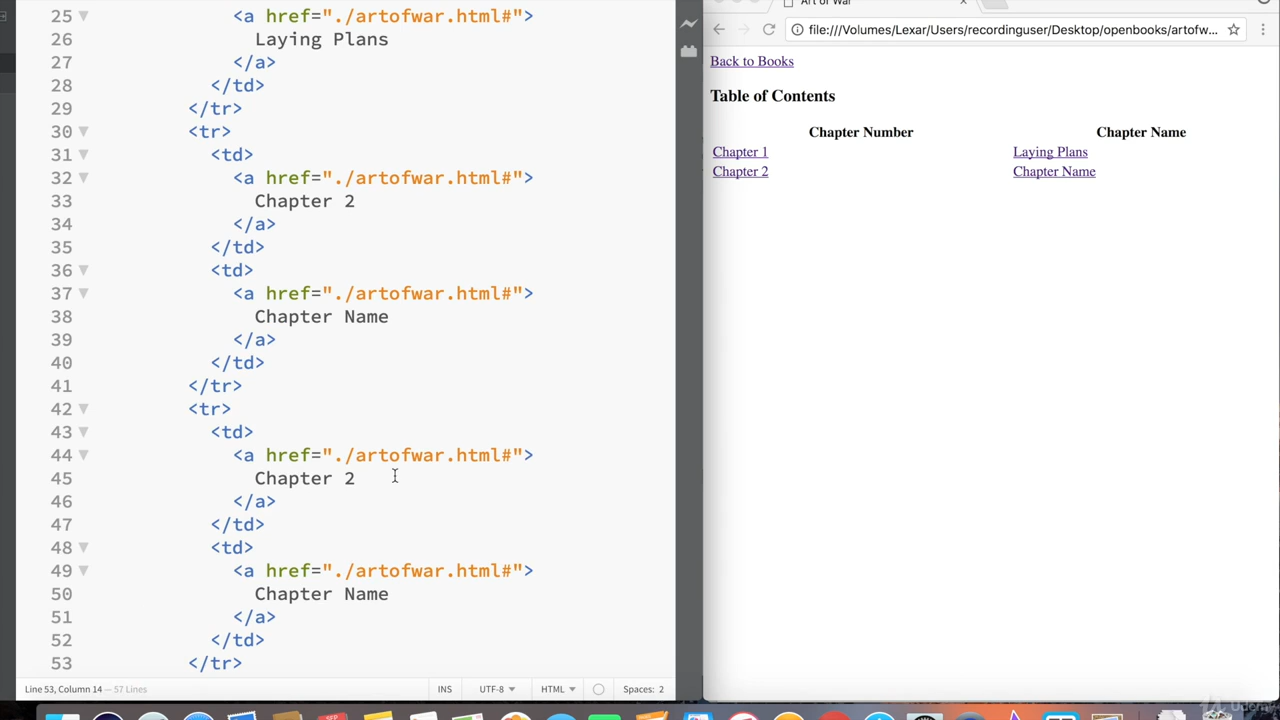 25 <a href="./artofwar.html#">
26 Laying Plans
27 </a>
28 </td>
29 </tr>
30 <tr>
31 <td>
32 <a href="./artofwar.html#">
33 Chapter 2
34 </a>
35 </td>
36 <td>
37 <a href="./artofwar.html#">
38 Chapter Name
39 </a>
40 </td>
41 </tr>
42 <tr>
43 <td>
44 <a href="./artofwar.html#">
45 Chapter 2
46 </a>
47 </td>
48 <td>
49 <a href="./artofwar.html#">
50 Chapter Name
51 </a>
52 </td>
53 </tr>
Line 53, Column 14 — 57 Lines
INS UTF-8 HTML Spaces: 2
Art of War
file:///Volumes/Lexar/Users/recordinguser/Desktop/openbooks/artofw...
Back to Books
Table of Contents
Chapter Number Chapter Name
Chapter 1 Laying Plans
Chapter 2 Chapter Name
Udemy